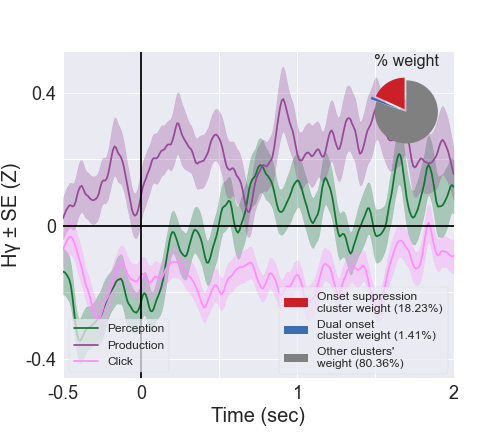 % weight
0.4
0
-0.4
Hγ ± SE (Z)
Perception
Production
Click
Onset suppression
cluster weight (18.23%)
Dual onset
cluster weight (1.41%)
Other clusters'
weight (80.36%)
-0.5
0
1
2
Time (sec)